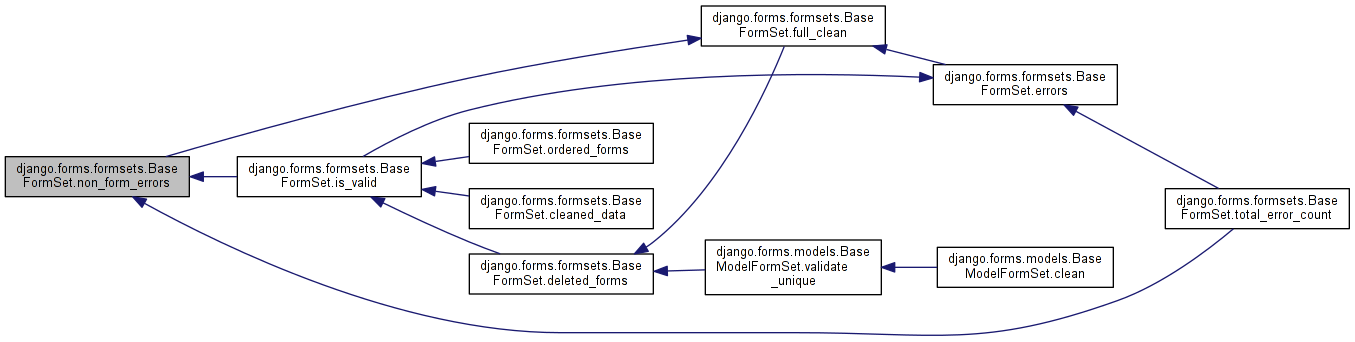 django.forms.formsets.Base
FormSet.full_clean
django.forms.formsets.Base
FormSet.errors
django.forms.formsets.Base
FormSet.ordered_forms
django.forms.formsets.Base
FormSet.non_form_errors
django.forms.formsets.Base
FormSet.is_valid
django.forms.formsets.Base
FormSet.cleaned_data
django.forms.formsets.Base
FormSet.total_error_count
django.forms.formsets.Base
FormSet.deleted_forms
django.forms.models.Base
ModelFormSet.validate
_unique
django.forms.models.Base
ModelFormSet.clean